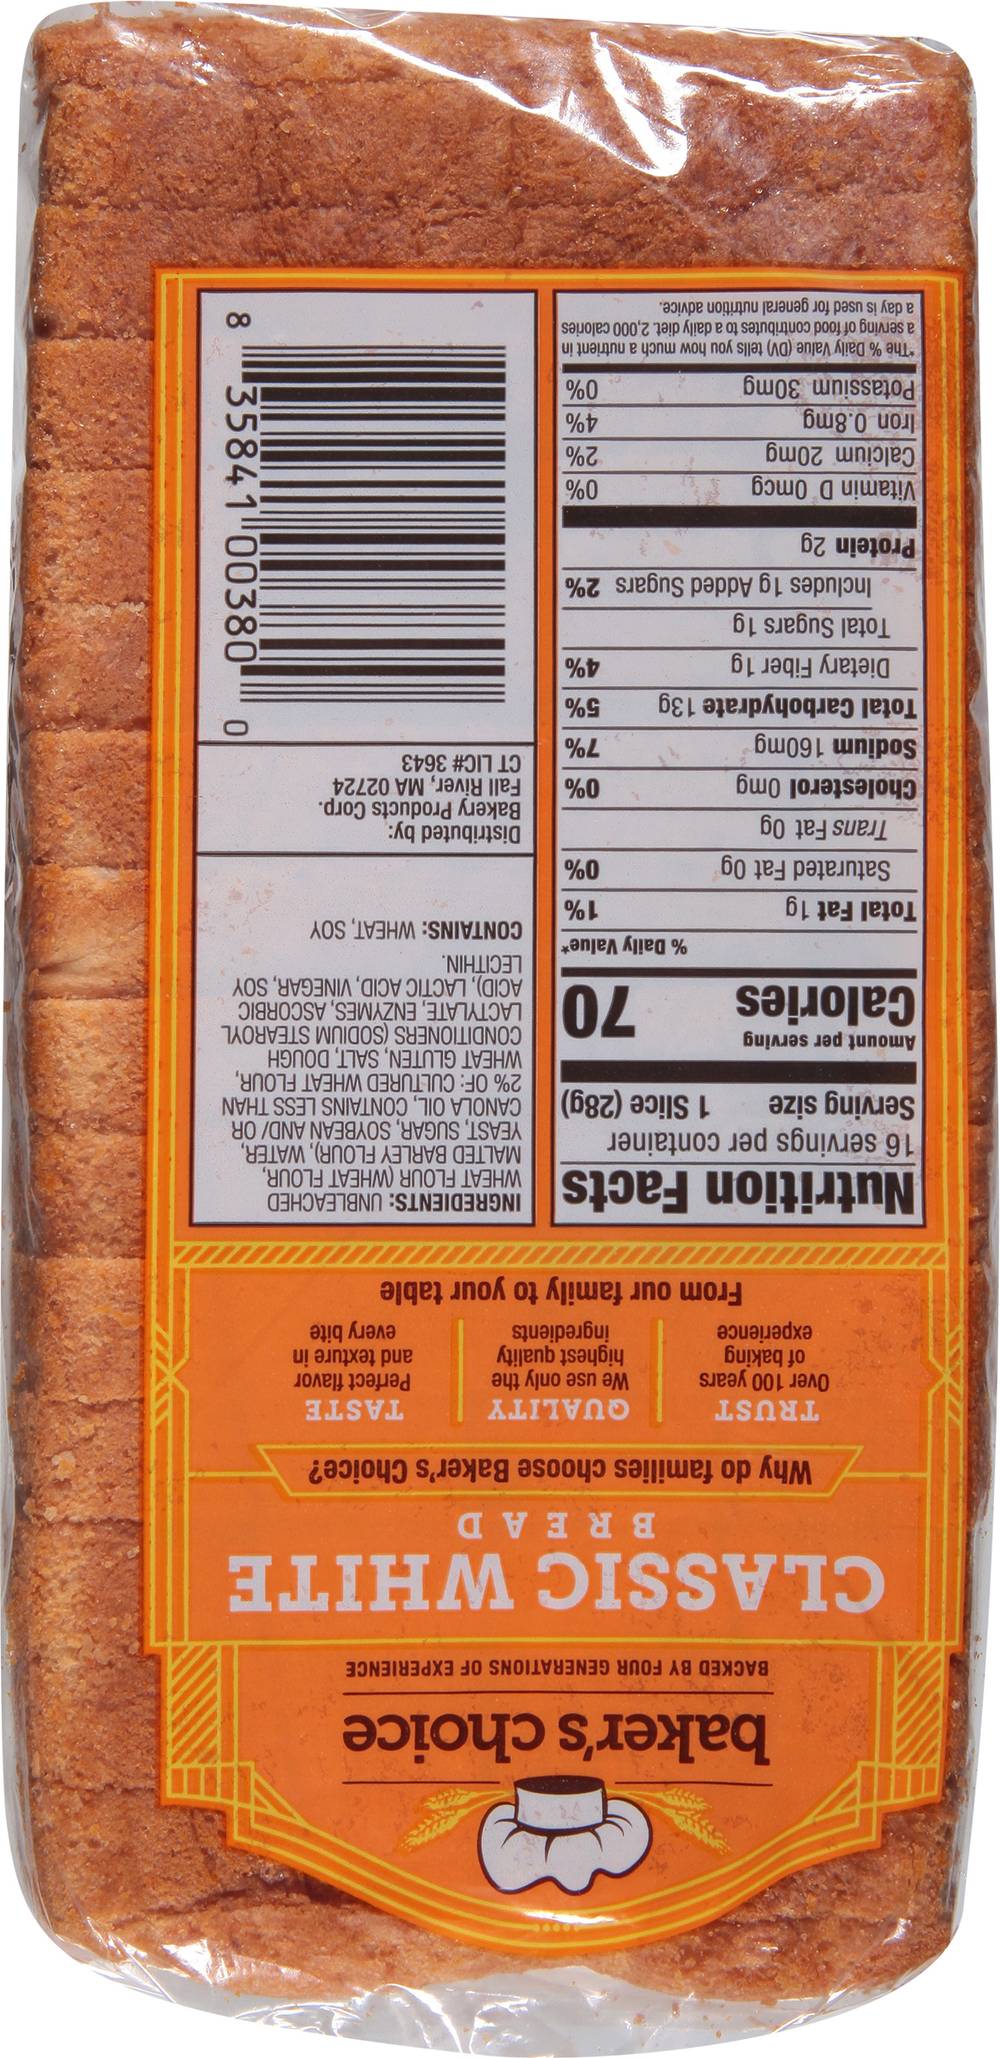 baker's choice
BACKED BY FOUR GENERATIONS OF EXPERIENCE
CLASSIC WHITE
BREAD
Why do families choose Baker's Choice?
TRUST
Over 100 years
of baking
experience
QUALITY
We use only the
highest quality
ingredients
TASTE
Perfect flavor
and texture in
every bite
From our family to your table
Nutrition Facts
16 servings per container
Serving size 1 Slice (28g)
Amount per serving
Calories 70
% Daily Value*
Total Fat 1g 1%
Saturated Fat 0g 0%
Trans Fat 0g
Cholesterol 0mg 0%
Sodium 160mg 7%
Total Carbohydrate 13g 5%
Dietary Fiber 1g 4%
Total Sugars 1g
Includes 1g Added Sugars 2%
Protein 2g
Vitamin D 0mcg 0%
Calcium 20mg 2%
Iron 0.8mg 4%
Potassium 30mg 0%
*The % Daily Value (DV) tells you how much a nutrient in
a serving of food contributes to a daily diet. 2,000 calories
a day is used for general nutrition advice.
INGREDIENTS: UNBLEACHED
WHEAT FLOUR (WHEAT FLOUR,
MALTED BARLEY FLOUR), WATER,
YEAST, SUGAR, SOYBEAN AND/ OR
CANOLA OIL, CONTAINS LESS THAN
2% OF: CULTURED WHEAT FLOUR,
WHEAT GLUTEN, SALT, DOUGH
CONDITIONERS (SODIUM STEAROYL
LACTYLATE, ENZYMES, ASCORBIC
ACID), LACTIC ACID, VINEGAR, SOY
LECITHIN.
CONTAINS: WHEAT, SOY
Distributed by:
Bakery Products Corp.
Fall River, MA 02724
CT LIC# 3643
0 83541 00380 8